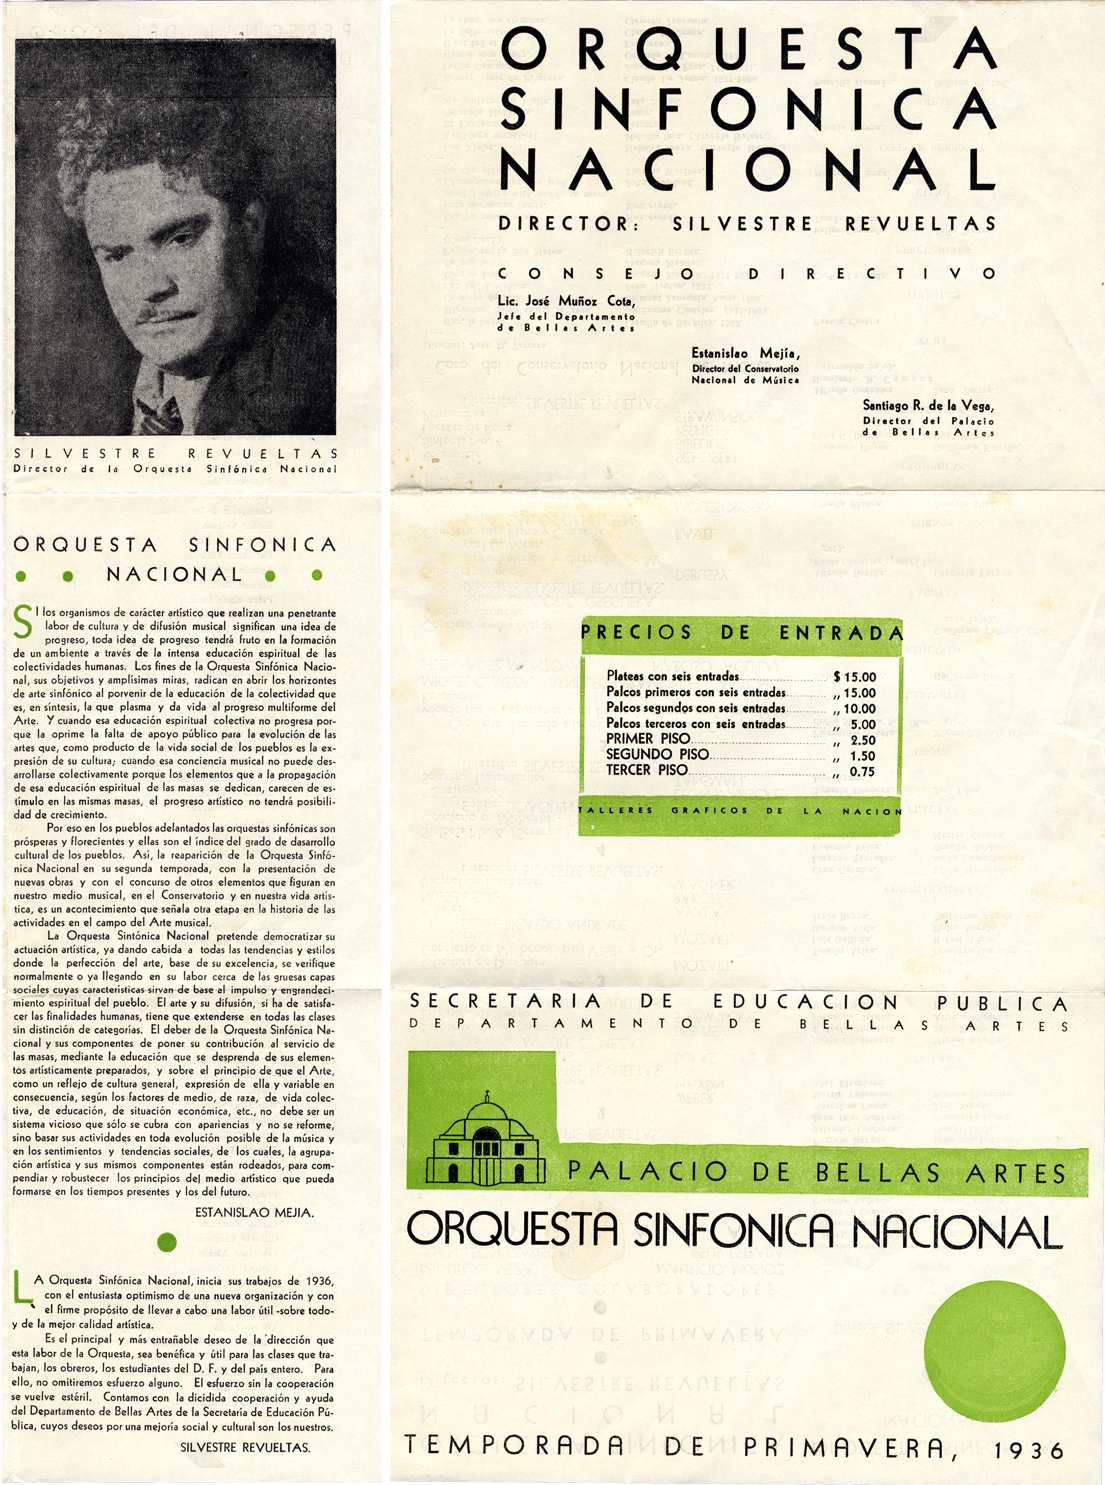 SILVESTRE REVUELTAS
Director de la Orquesta Sinfónica Nacional
ORQUESTA SINFONICA
NACIONAL
SI los organismos de carácter artístico que realizan una penetrante
labor de cultura y de difusión musical significan una idea de
progreso, toda idea de progreso tendrá fruto en la formación
de un ambiente a través de la intensa educación espiritual de las
colectividades humanas. Los fines de la Orquesta Sinfónica Nacio-
nal, sus objetivos y amplísimas miras, radican en abrir los horizontes
de arte sinfónico al porvenir de la educación de la colectividad que
es, en síntesis, la que plasma y da vida al progreso multiforme del
Arte. Y cuando esa educación espiritual colectiva no progresa por-
que la oprime la falta de apoyo público para la evolución de las
artes que, como producto de la vida social de los pueblos es la ex-
presión de su cultura; cuando esa conciencia musical no puede des-
arrollarse colectivamente porque los elementos que a la propagación
de esa educación espiritual de las masas se dedican, carecen de es-
tímulo en las mismas masas, el progreso artístico no tendrá posibili-
dad de crecimiento.
Por eso en los pueblos adelantados las orquestas sinfónicas son
prósperas y florecientes y ellas son el índice del grado de dasarrollo
cultural de los pueblos. Así, la reaparición de la Orquesta Sinfó-
nica Nacional en su segunda temporada, con la presentación de
nuevas obras y con el concurso de otros elementos que figuran en
nuestro medio musical, en el Conservatorio y en nuestra vida artís-
tica, es un acontecimiento que señala otra etapa en la historia de las
actividades en el campo del Arte musical.
La Orquesta Sintónica Nacional pretende democratizar su
actuación artística, ya dando cabida a todas las tendencias y estilos
donde la perfección del arte, base de su excelencia, se verifique
normalmente o ya llegando en su labor cerca de las gruesas capas
sociales cuyas características sirvan de base al impulso y engrandeci-
miento espiritual del pueblo. El arte y su difusión, si ha de satisfa-
cer las finalidades humanas, tiene que extenderse en todas las clases
sin distinción de categorías. El deber de la Orquesta Sinfónica Na-
cional y sus componentes de poner su contribución al servicio de
las masas, mediante la educación que se desprenda de sus elemen-
tos artísticamente preparados, y sobre el principio de que el Arte,
como un reflejo de cultura general, expresión de ella y variable en
consecuencia, según los factores de medio, de raza, de vida colec-
tiva, de educación, de situación económica, etc., no debe ser un
sistema vicioso que sólo se cubra con apariencias y no se reforme,
sino basar sus actividades en toda evolución posible de la música y
en los sentimientos y tendencias sociales, de los cuales, la agrupa-
ción artística y sus mismos componentes están rodeados, para com-
pendiar y robustecer los principios del medio artístico que pueda
formarse en los tiempos presentes y los del futuro.
ESTANISLAO MEJIA.
LA Orquesta Sinfónica Nacional, inicia sus trabajos de 1936,
con el entusiasta optimismo de una nueva organización y con
el firme propósito de llevar a cabo una labor útil -sobre todo-
y de la mejor calidad artística.
Es el principal y más entrañable deseo de la dirección que
esta labor de la Orquesta, sea benéfica y útil para las clases que tra-
bajan, los obreros, los estudiantes del D. F. y del país entero. Para
ello, no omitiremos esfuerzo alguno. El esfuerzo sin la cooperación
se vuelve estéril. Contamos con la dicidida cooperación y ayuda
del Departamento de Bellas Artes de la Secretaría de Educación Pú-
blica, cuyos deseos por una mejoría social y cultural son los nuestros.
SILVESTRE REVUELTAS.
ORQUESTA
SINFONICA
NACIONAL
DIRECTOR: SILVESTRE REVUELTAS
CONSEJO DIRECTIVO
Lic. José Muñoz Cota,
Jefe del Departamento
de Bellas Artes
Estanislao Mejía,
Director del Conservatorio
Nacional de Música
Santiago R. de la Vega,
Director del Palacio
de Bellas Artes
PRECIOS DE ENTRADA
Plateas con seis entradas.................. $ 15.00
Palcos primeros con seis entradas......... ,, 15.00
Palcos segundos con seis entradas......... ,, 10.00
Palcos terceros con seis entradas......... ,, 5.00
PRIMER PISO.............................. ,, 2.50
SEGUNDO PISO............................ ,, 1.50
TERCER PISO.............................. ,, 0.75
TALLERES GRAFICOS DE LA NACION
SECRETARIA DE EDUCACION PUBLICA
DEPARTAMENTO DE BELLAS ARTES
PALACIO DE BELLAS ARTES
ORQUESTA SINFONICA NACIONAL
TEMPORADA DE PRIMAVERA, 1936